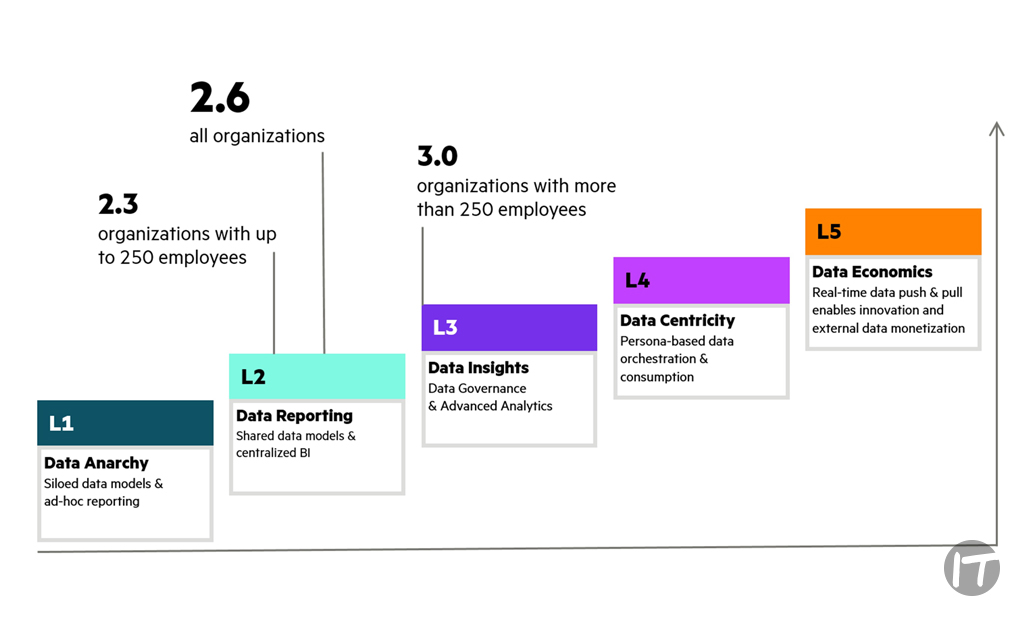 2.6
all organizations
3.0
organizations with more
than 250 employees
2.3
organizations with up
to 250 employees
L5
Data Economics
Real-time data push & pull
enables innovation and
external data monetization
L4
Data Centricity
Persona-based data
orchestration &
consumption
L3
Data Insights
Data Governance
& Advanced Analytics
L2
Data Reporting
Shared data models &
centralized BI
L1
Data Anarchy
Siloed data models &
ad-hoc reporting
IT